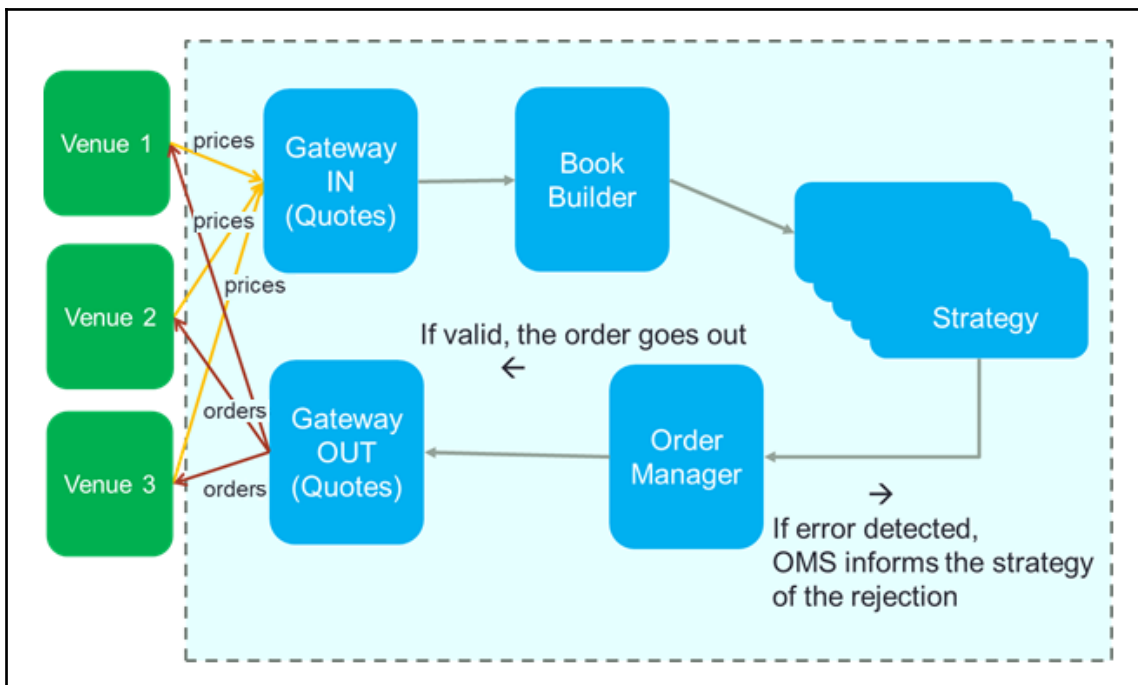 Venue 1
prices
Gateway
IN
(Quotes)
Book
Builder
prices
Venue 2
prices
Strategy
If valid, the order goes out
←
Venue 3
orders
orders
Gateway
OUT
(Quotes)
Order
Manager
→
If error detected,
OMS informs the strategy
of the rejection